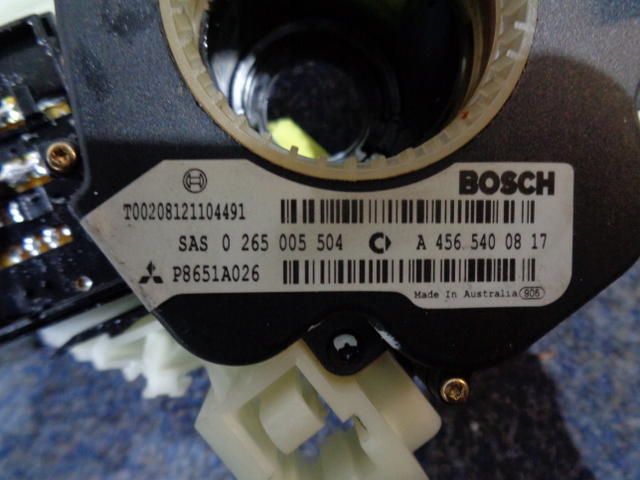 BOSCH
T00208121104491
SAS 0 265 005 504 A 456 540 08 17
P8651A026
Made In Australia 906